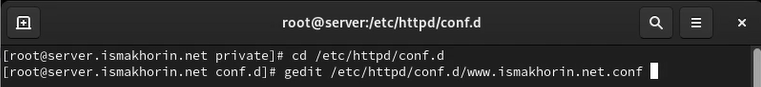 root@server:/etc/httpd/conf.d
[root@server.ismakhorin.net private]# cd /etc/httpd/conf.d
[root@server.ismakhorin.net conf.d]# gedit /etc/httpd/conf.d/www.ismakhorin.net.conf